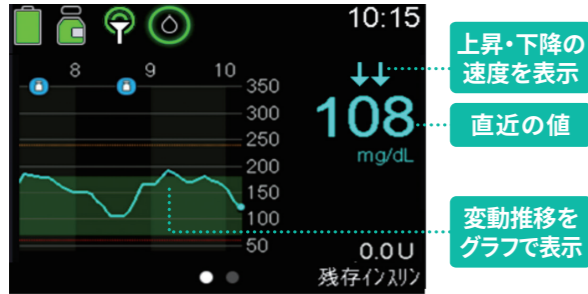 10:15
上昇・下降の
速度を表示
8 9 10
350
300
250
200
150
100
50
108
mg/dL
直近の値
変動推移を
グラフで表示
0.0 U
残存インスリン